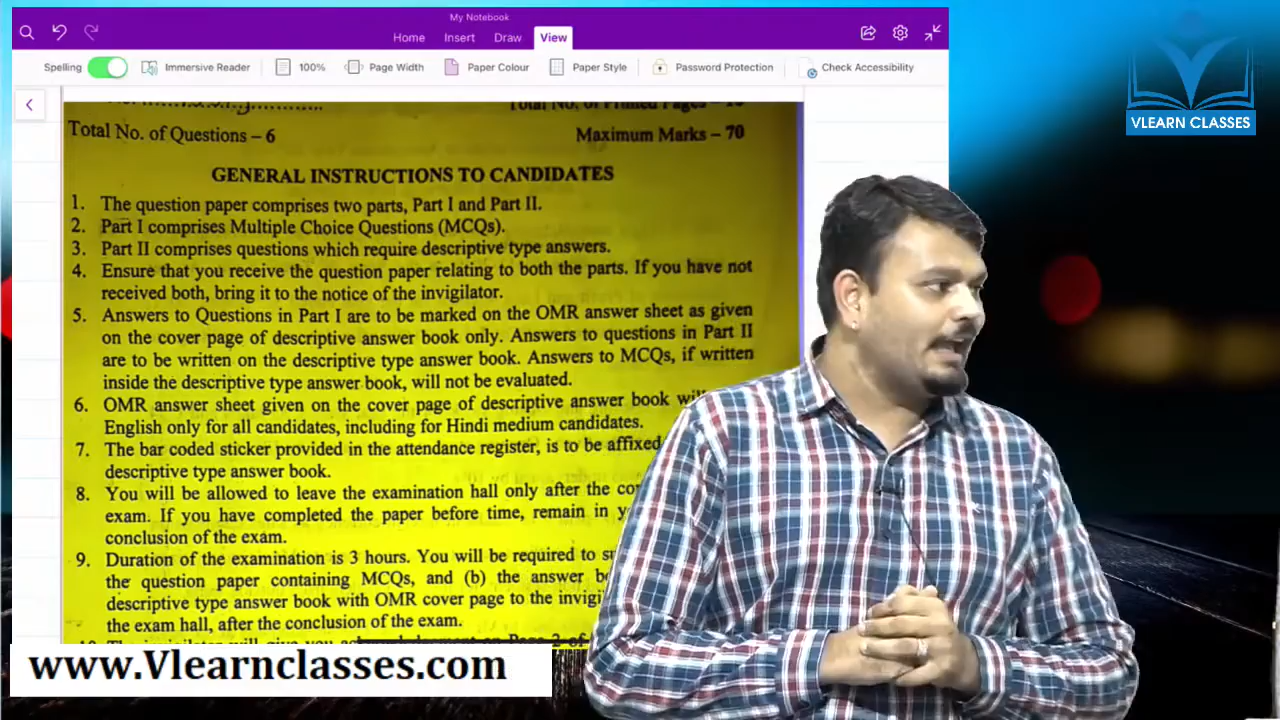 My Notebook
Home Insert Draw View
Spelling Immersive Reader 100% Page Width Paper Colour Paper Style Password Protection Check Accessibility
VLEARN CLASSES
Total No. of Printed Pages –
Total No. of Questions – 6 Maximum Marks – 70
GENERAL INSTRUCTIONS TO CANDIDATES
1. The question paper comprises two parts, Part I and Part II.
2. Part I comprises Multiple Choice Questions (MCQs).
3. Part II comprises questions which require descriptive type answers.
4. Ensure that you receive the question paper relating to both the parts. If you have not
received both, bring it to the notice of the invigilator.
5. Answers to Questions in Part I are to be marked on the OMR answer sheet as given
on the cover page of descriptive answer book only. Answers to questions in Part II
are to be written on the descriptive type answer book. Answers to MCQs, if written
inside the descriptive type answer book, will not be evaluated.
6. OMR answer sheet given on the cover page of descriptive answer book
English only for all candidates, including for Hindi medium candidates.
7. The bar coded sticker provided in the attendance register, is to be affixed
descriptive type answer book.
8. You will be allowed to leave the examination hall only after the
exam. If you have completed the paper before time, remain in
conclusion of the exam.
9. Duration of the examination is 3 hours. You will be required to
the question paper containing MCQs, and (b) the answer
descriptive type answer book with OMR cover page to the
the exam hall, after the conclusion of the exam.
www.Vlearnclasses.com